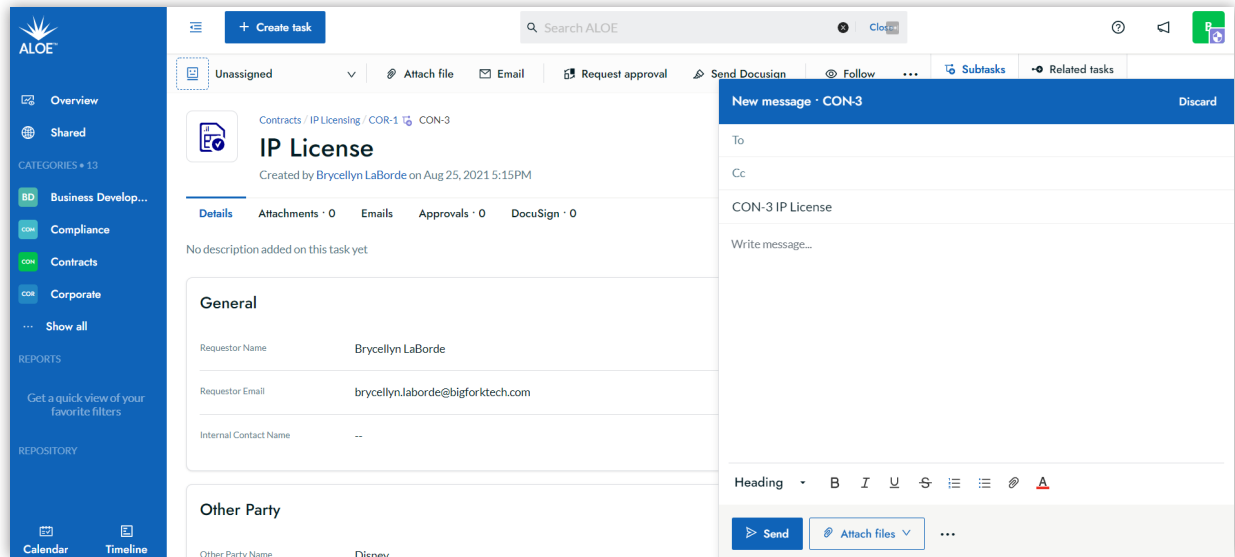 ALOE™
+ Create task
Search ALOE
B
Unassigned
Attach file
Email
Request approval
Send Docusign
Follow
...
Subtasks
Related tasks
Overview
Shared
CATEGORIES • 13
BD Business Develop...
COM Compliance
CON Contracts
COR Corporate
... Show all
REPORTS
Get a quick view of your
favorite filters
REPOSITORY
Calendar
Timeline
Contracts / IP Licensing / COR-1 CON-3
IP License
Created by Brycellyn LaBorde on Aug 25, 2021 5:15PM
Details
Attachments · 0
Emails
Approvals · 0
DocuSign · 0
No description added on this task yet
General
Requestor Name Brycellyn LaBorde
Requestor Email brycellyn.laborde@bigforktech.com
Internal Contact Name --
Other Party
Other Party Name Disney
New message · CON-3
Discard
To
Cc
CON-3 IP License
Write message...
Heading
B I U S A
Send
Attach files
...